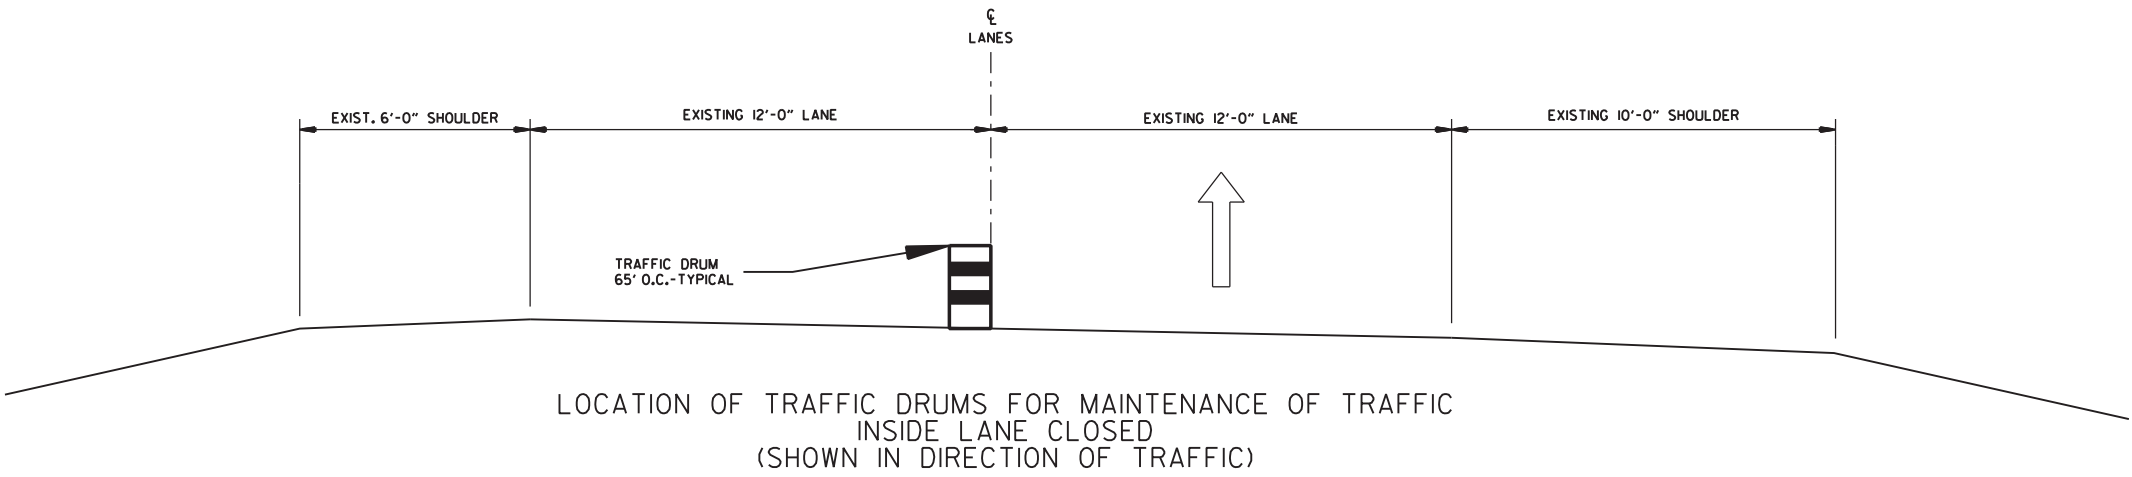 ℄
LANES
EXIST. 6'-0" SHOULDER
EXISTING 12'-0" LANE
EXISTING 12'-0" LANE
EXISTING 10'-0" SHOULDER
TRAFFIC DRUM
65' O.C.-TYPICAL
LOCATION OF TRAFFIC DRUMS FOR MAINTENANCE OF TRAFFIC
INSIDE LANE CLOSED
(SHOWN IN DIRECTION OF TRAFFIC)